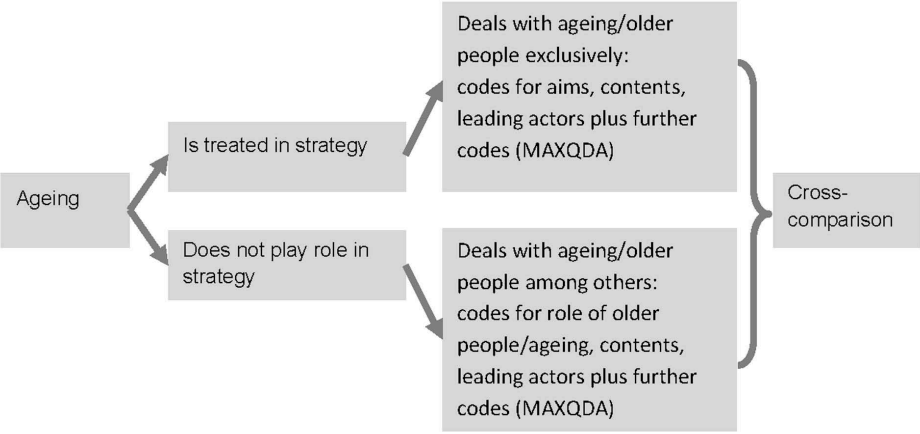 Ageing
Is treated in strategy
Does not play role in
strategy
Deals with ageing/older
people exclusively:
codes for aims, contents,
leading actors plus further
codes (MAXQDA)
Deals with ageing/older
people among others:
codes for role of older
people/ageing, contents,
leading actors plus further
codes (MAXQDA)
Cross-
comparison